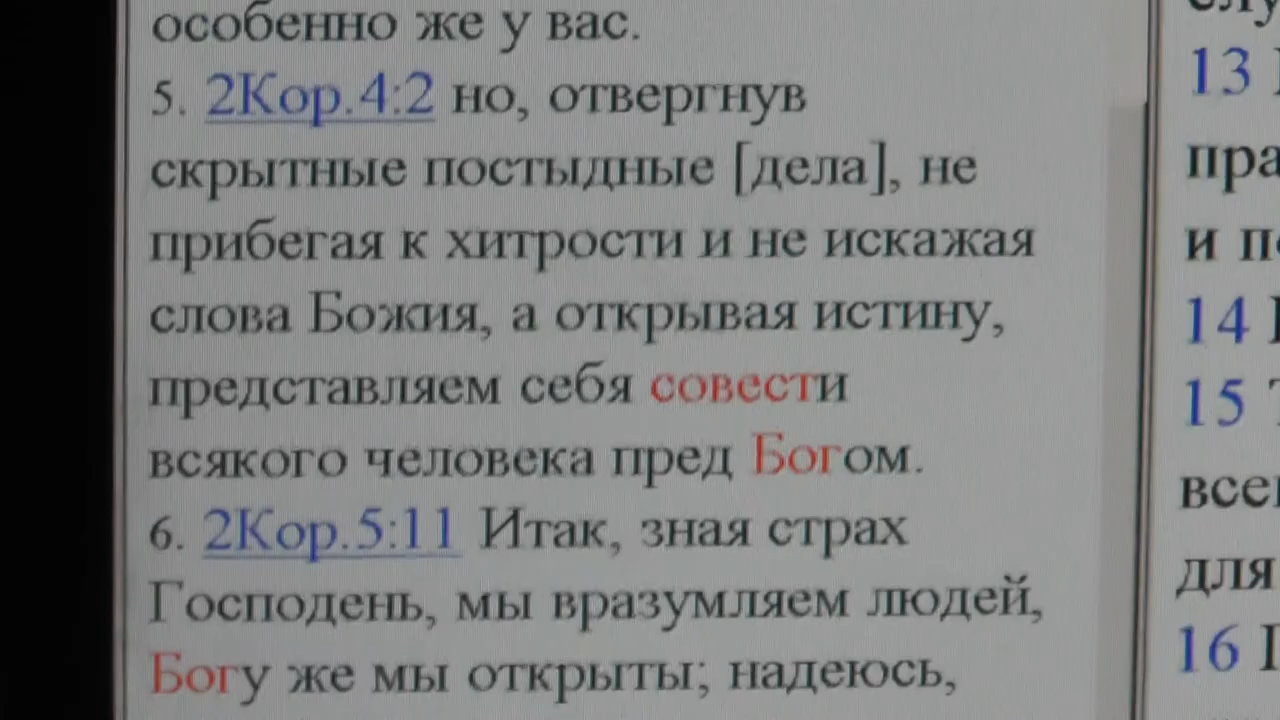 особенно же у вас.
5. 2Кор.4:2 но, отвергнув
скрытные постыдные [дела], не
прибегая к хитрости и не искажая
слова Божия, а открывая истину,
представляем себя совести
всякого человека пред Богом.
6. 2Кор.5:11 Итак, зная страх
Господень, мы вразумляем людей,
Богу же мы открыты; надеюсь,
13
пра
и
14
15
все
для
16